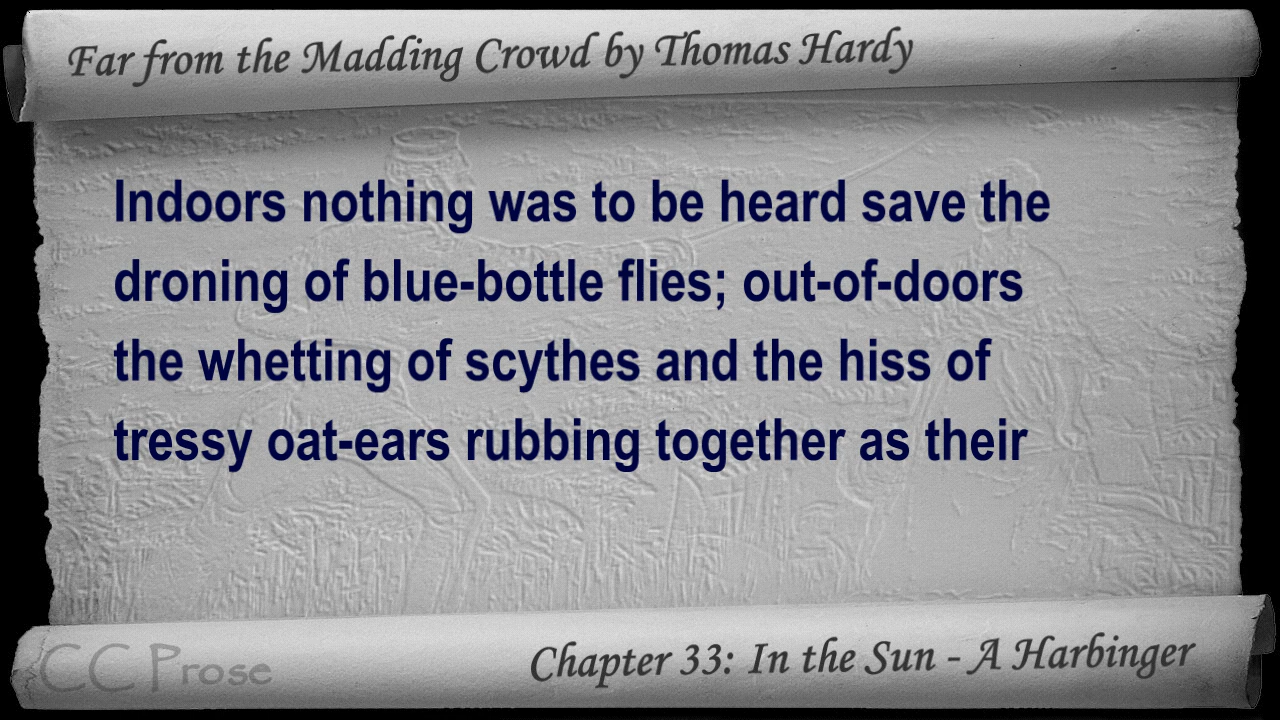 Far from the Madding Crowd by Thomas Hardy
Indoors nothing was to be heard save the
droning of blue-bottle flies; out-of-doors
the whetting of scythes and the hiss of
tressy oat-ears rubbing together as their
CC Prose
Chapter 33: In the Sun - A Harbinger